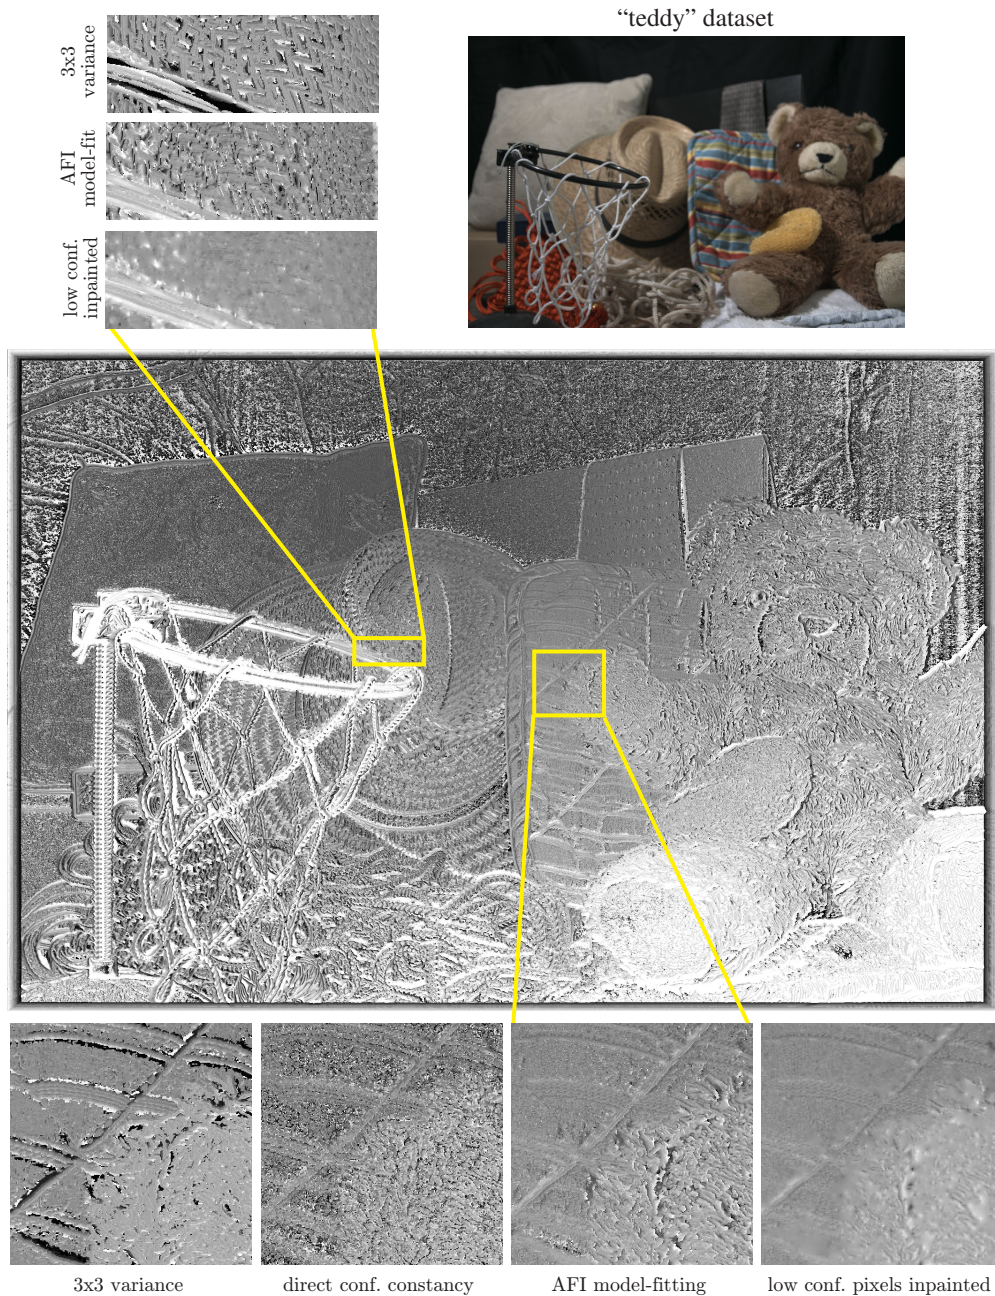 “teddy” dataset
3x3
variance
AFI
model-fit
low conf.
inpainted
3x3 variance
direct conf. constancy
AFI model-fitting
low conf. pixels inpainted